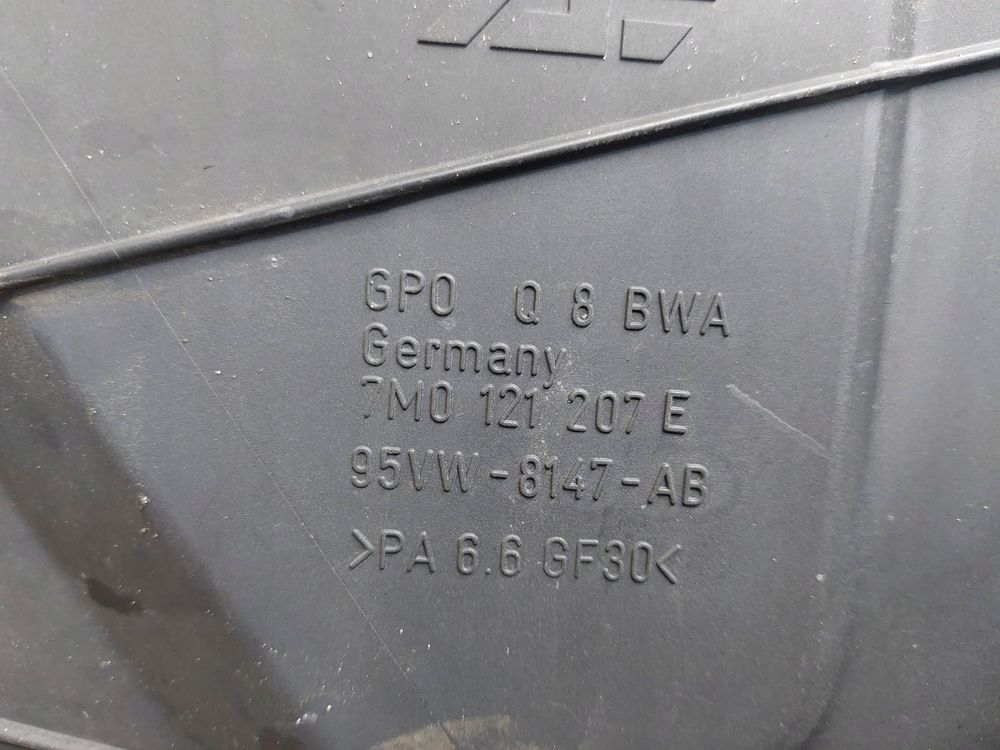 GPO Q 8 BWA
Germany
7M0 121 207 E
95VW-8147-AB
>PA 6.6 GF30<